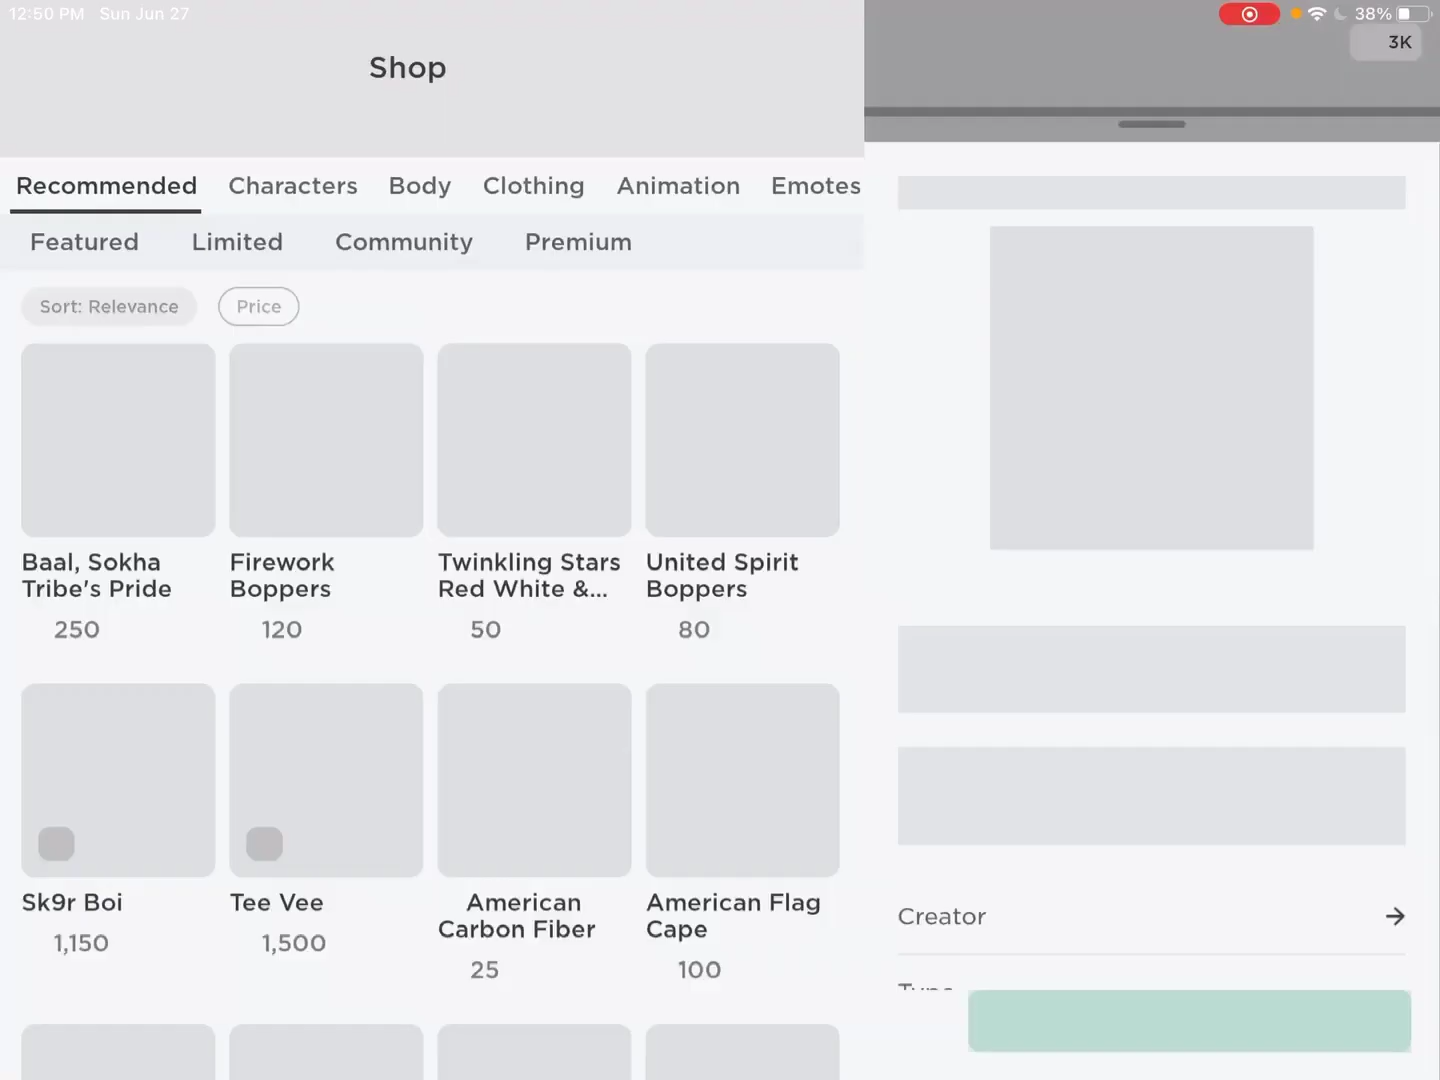 12:50 PM Sun Jun 27
38%
3K
Shop
Recommended Characters Body Clothing Animation Emotes
Featured Limited Community Premium
Sort: Relevance Price
Baal, Sokha
Tribe's Pride
250
Firework
Boppers
120
Twinkling Stars
Red White &...
50
United Spirit
Boppers
80
Sk9r Boi
1,150
Tee Vee
1,500
American
Carbon Fiber
25
American Flag
Cape
100
Creator